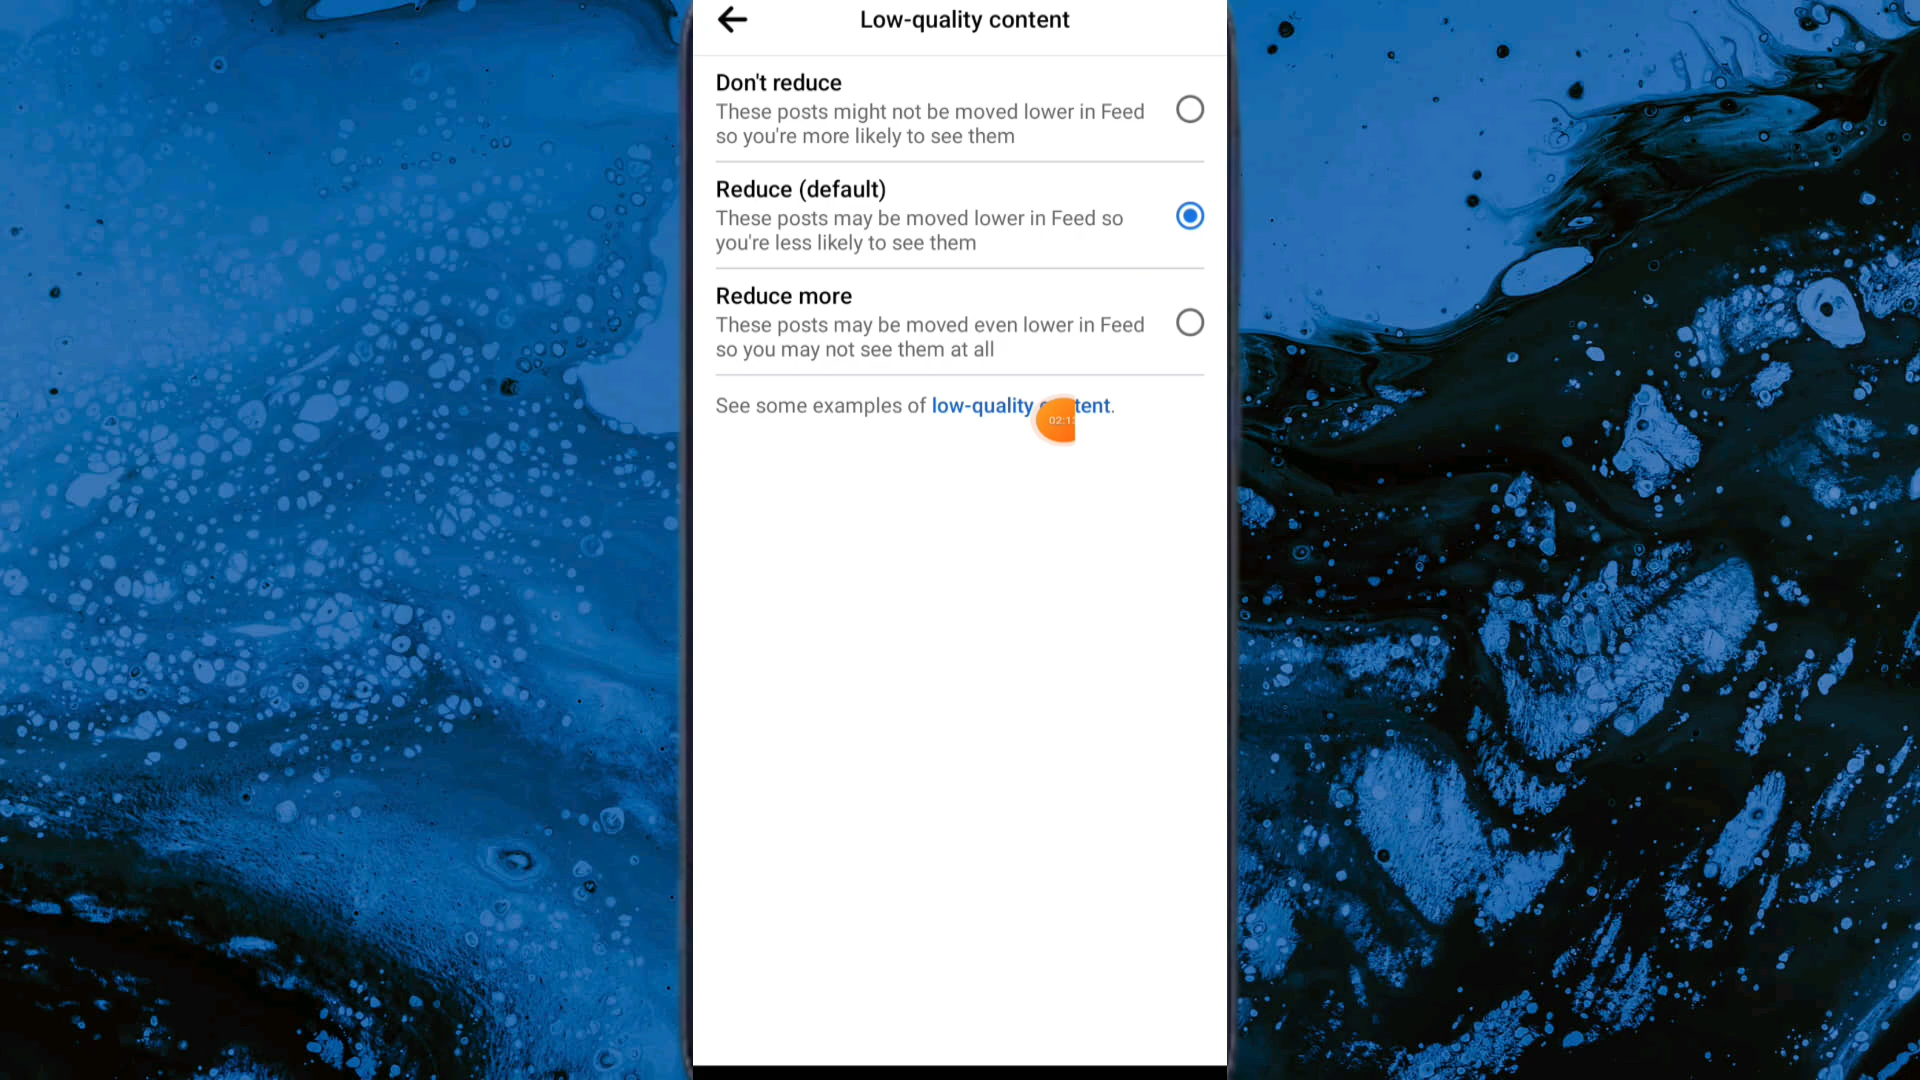 Low-quality content
Don't reduce
These posts might not be moved lower in Feed
so you're more likely to see them
Reduce (default)
These posts may be moved lower in Feed so
you're less likely to see them
Reduce more
These posts may be moved even lower in Feed
so you may not see them at all
See some examples of low-quality